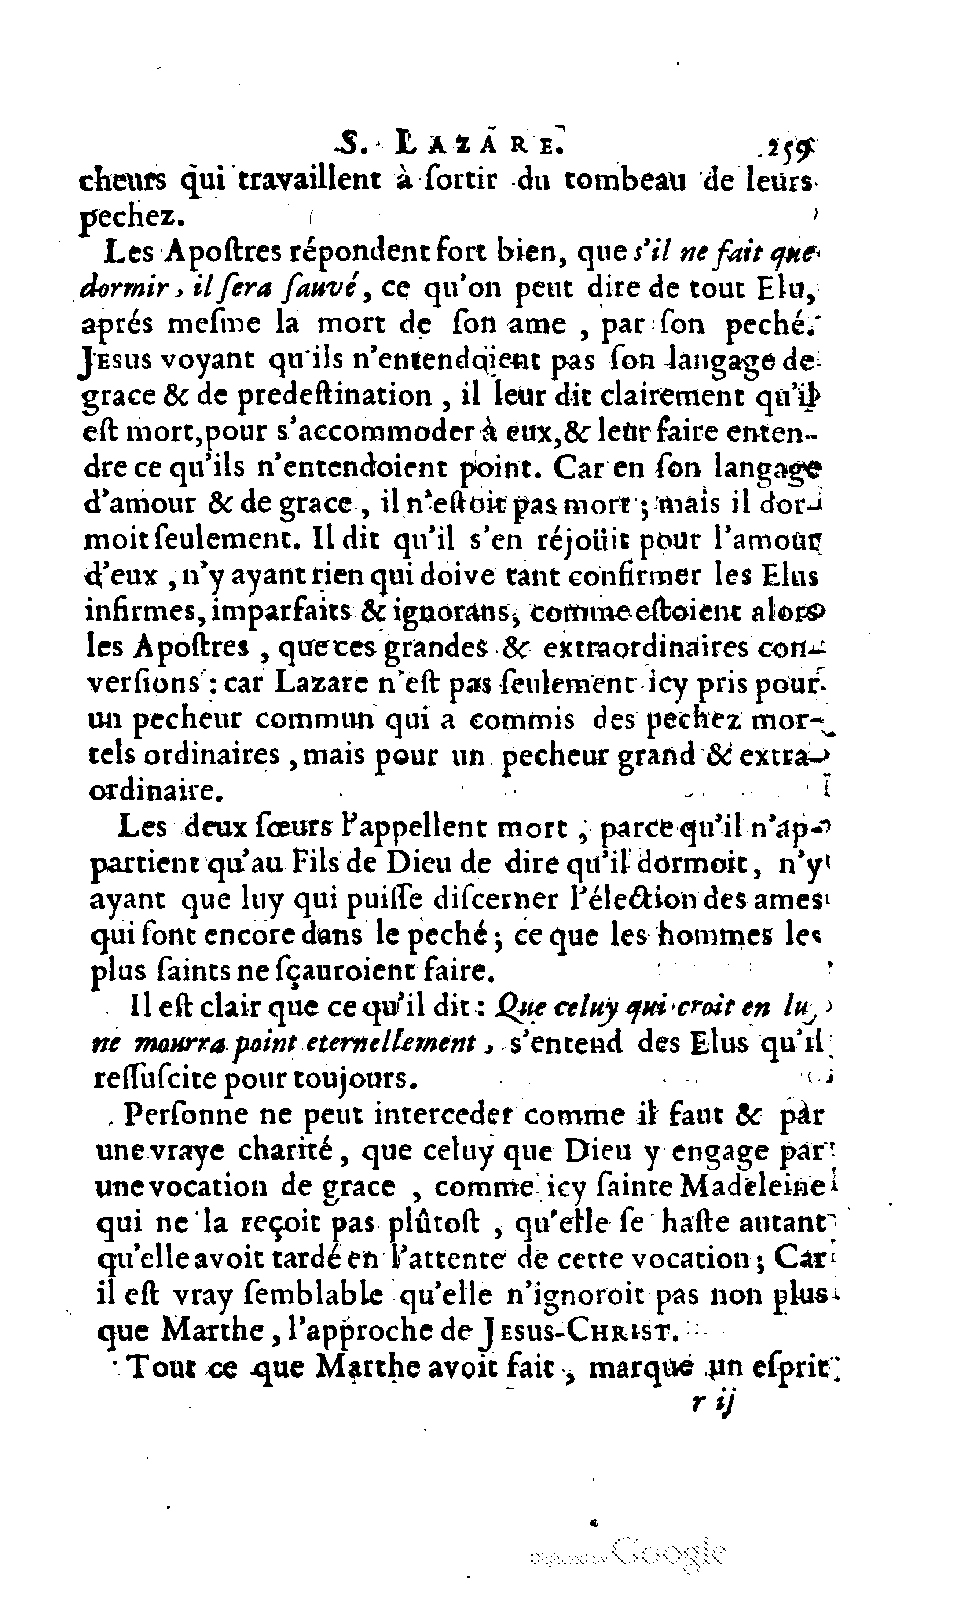 S. LAZARE. 259
cheurs qui travaillent à ſortir du tombeau de leurs
pechez.
Les Apoſtres répondent fort bien, que s'il ne fait que
dormir, il ſera ſauvé, ce qu'on peut dire de tout Elu,
aprés meſme la mort de ſon ame, par ſon peché.
JESUS voyant qu'ils n'entendoient pas ſon langage de
grace & de predeſtination, il leur dit clairement qu'il
eſt mort, pour s'accommoder à eux, & leur faire enten-
dre ce qu'ils n'entendoient point. Car en ſon langage
d'amour & de grace, il n'eſtoit pas mort; mais il dor-
moit ſeulement. Il dit qu'il s'en réjoüit pour l'amour
d'eux, n'y ayant rien qui doive tant confirmer les Elus
infirmes, imparfaits & ignorans, comme eſtoient alors
les Apoſtres, que ces grandes & extraordinaires con-
verſions: car Lazare n'eſt pas ſeulement icy pris pour
un pecheur commun qui a commis des pechez mor-
tels ordinaires, mais pour un pecheur grand & extra-
ordinaire.
Les deux ſœurs l'appellent mort, parce qu'il n'ap-
partient qu'au Fils de Dieu de dire qu'il dormoit, n'y
ayant que luy qui puiſſe diſcerner l'élection des ames
qui ſont encore dans le peché; ce que les hommes les
plus ſaints ne ſçauroient faire.
Il eſt clair que ce qu'il dit: Que celuy qui croit en luy
ne mourra point eternellement, s'entend des Elus qu'il
reſſuſcite pour toujours.
Perſonne ne peut interceder comme il faut & par
une vraye charité, que celuy que Dieu y engage par
une vocation de grace, comme icy ſainte Madeleine
qui ne la reçoit pas plûtoſt, qu'elle ſe haſte autant
qu'elle avoit tardé en l'attente de cette vocation; Car
il eſt vray ſemblable qu'elle n'ignoroit pas non plus
que Marthe, l'approche de JESUS-CHRIST.
Tout ce que Marthe avoit fait, marque un eſprit
r ij
Digitized by Google